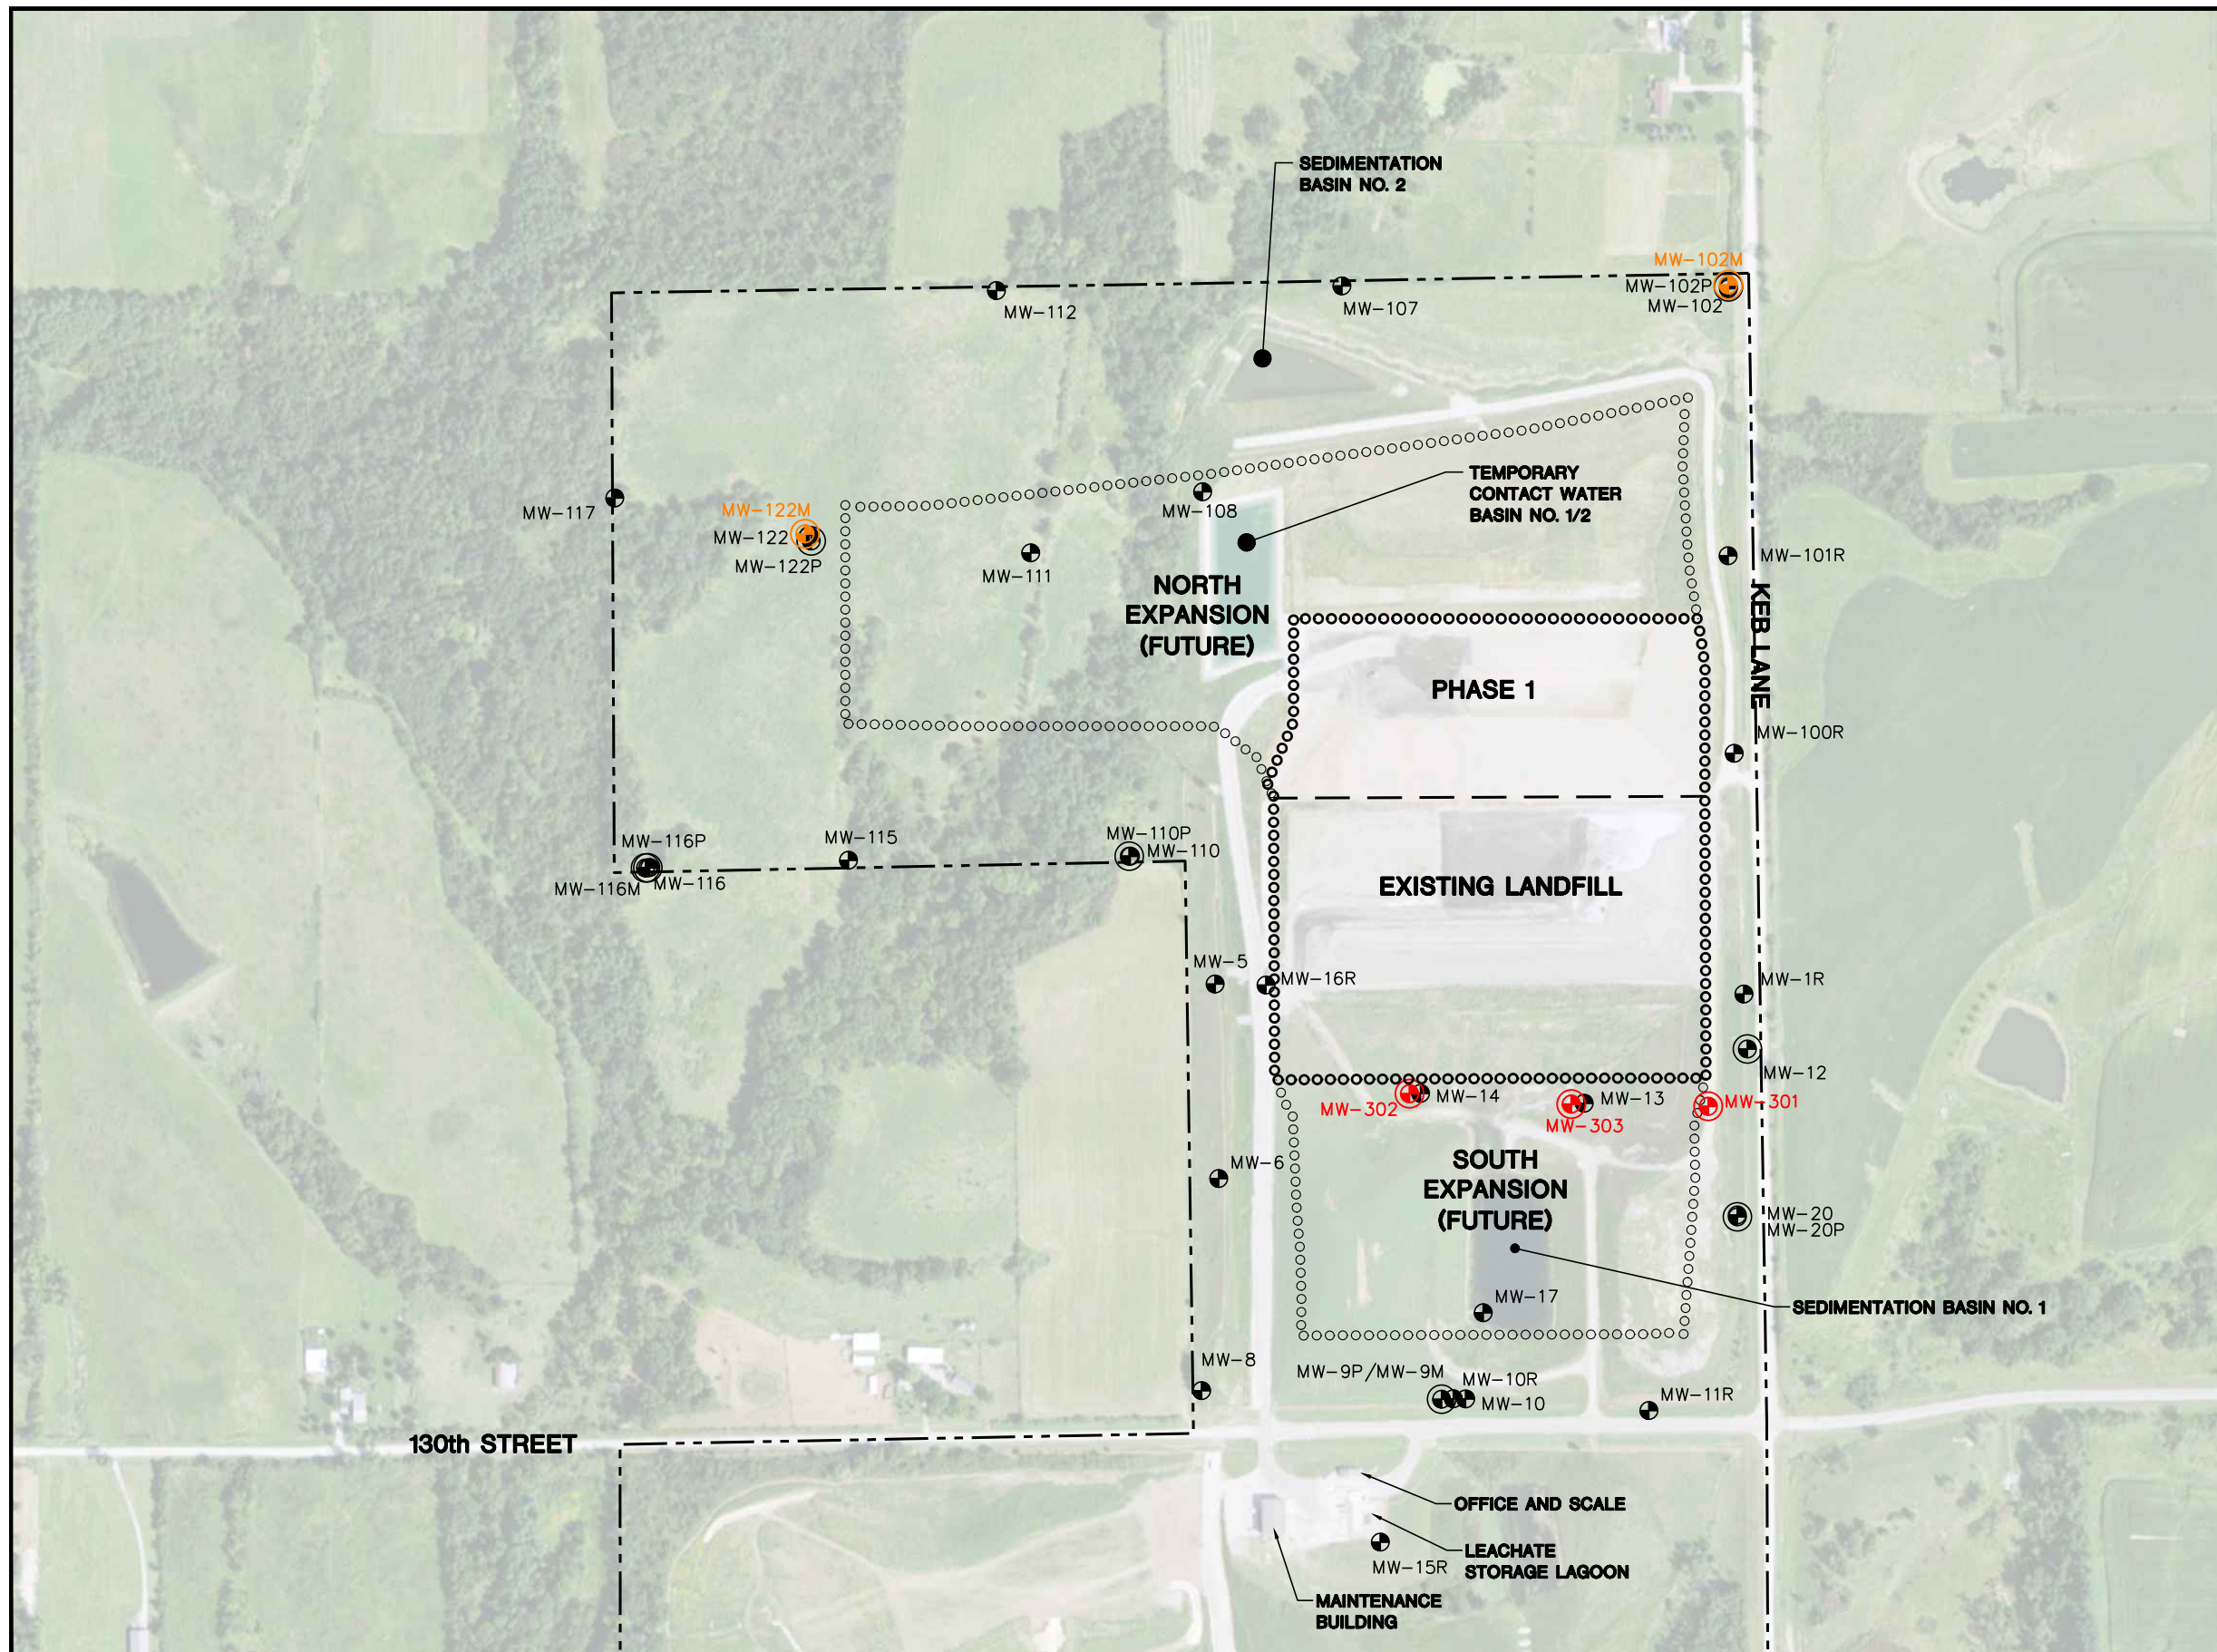 SEDIMENTATION
BASIN NO. 2
MW-102M
MW-102P
MW-102
MW-112
MW-107
TEMPORARY
CONTACT WATER
BASIN NO. 1/2
MW-117
MW-122M
MW-122
MW-122P
MW-108
MW-111
MW-101R
NORTH
EXPANSION
(FUTURE)
KEB LANE
PHASE 1
MW-100R
MW-116P
MW-115
MW-110P
MW-110
MW-116M
MW-116
EXISTING LANDFILL
MW-5
MW-16R
MW-1R
MW-12
MW-302
MW-14
MW-13
MW-303
MW-301
MW-6
SOUTH
EXPANSION
(FUTURE)
MW-20
MW-20P
MW-17
SEDIMENTATION BASIN NO. 1
MW-8
MW-9P/MW-9M
MW-10R
MW-10
MW-11R
130th STREET
OFFICE AND SCALE
LEACHATE
STORAGE LAGOON
MW-15R
MAINTENANCE
BUILDING